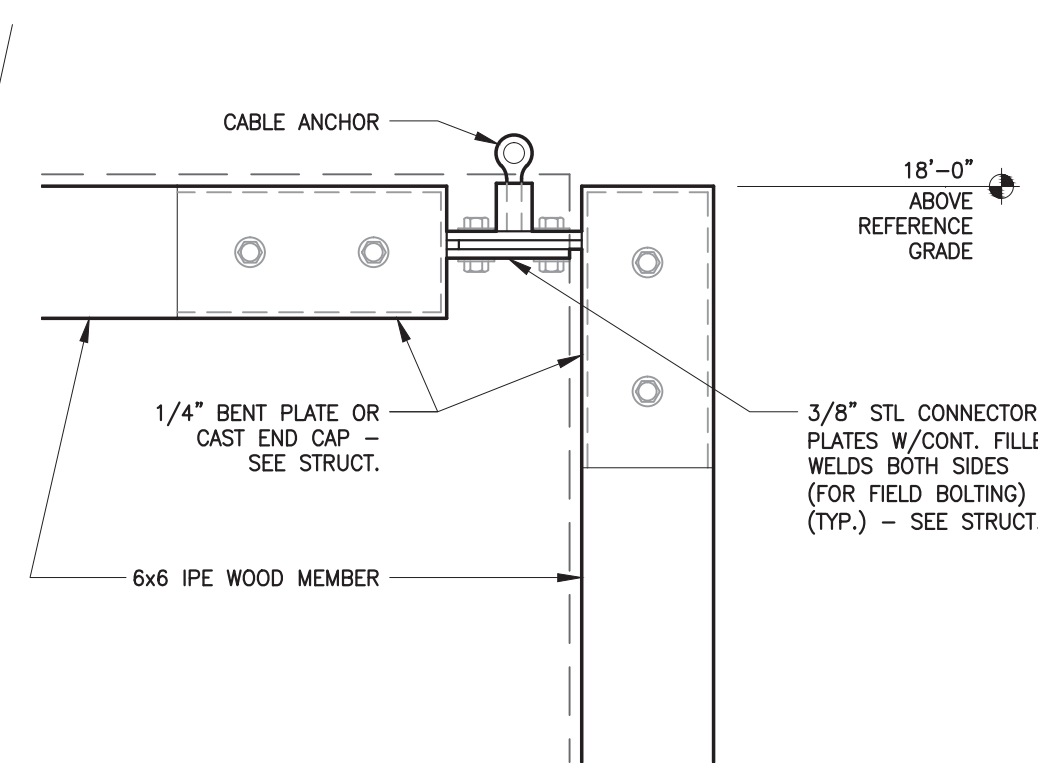 CABLE ANCHOR
18'-0"
ABOVE
REFERENCE
GRADE
1/4" BENT PLATE OR
CAST END CAP –
SEE STRUCT.
3/8" STL CONNECTOR
PLATES W/CONT.
WELDS BOTH SIDES
(FOR FIELD BOLTING)
(TYP.) – SEE STRUCT.
6x6 IPE WOOD MEMBER